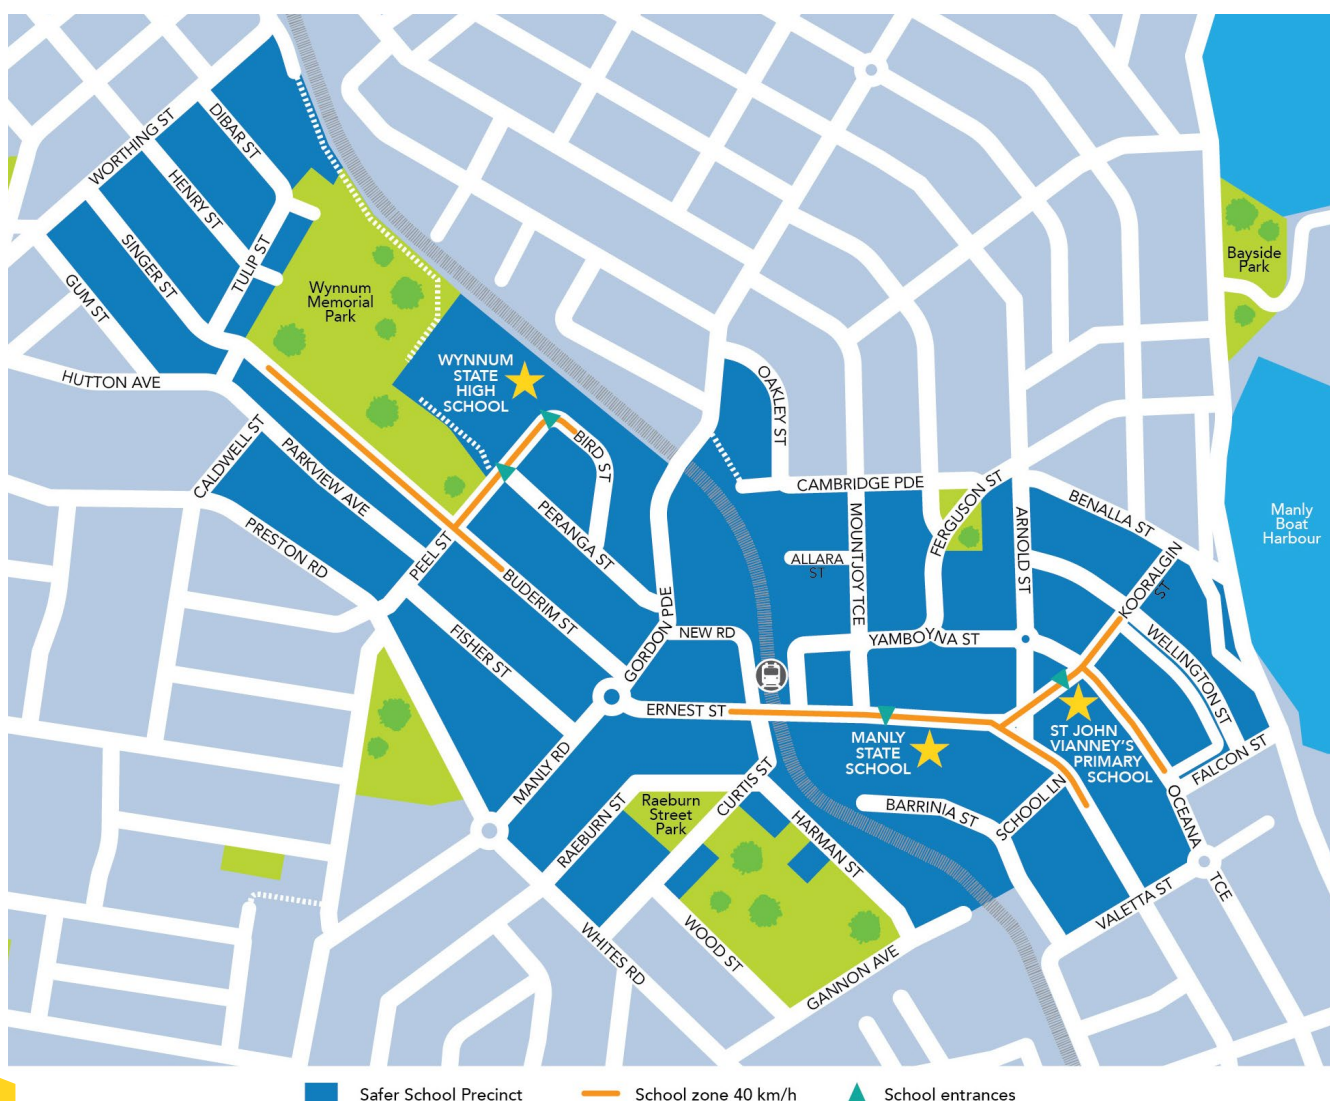 WORTHING ST
DIBAR ST
HENRY ST
SINGER ST
TULIP ST
GUM ST
HUTTON AVE
Wynnum
Memorial
Park
WYNNUM
STATE
HIGH
SCHOOL
Bayside
Park
OAKLEY ST
CALDWELL ST
PARKVIEW AVE
PRESTON RD
PEEL ST
BIRD ST
PERANGA ST
BUDERIM ST
FISHER ST
GORDON PDE
NEW RD
CAMBRIDGE PDE
MOUNTJOY TCE
ALLARA
ST
FERGUSON ST
ARNOLD ST
BENALLA ST
KOORALGIN
ST
Manly
Boat
Harbour
YAMBOYNA ST
WELLINGTON ST
ERNEST ST
MANLY
STATE
SCHOOL
ST JOHN
VIANNEY'S
PRIMARY
SCHOOL
FALCON ST
MANLY RD
RAEBURN ST
Raeburn
Street
Park
CURTIS ST
HARMAN ST
BARRINIA ST
SCHOOL LN
OCEANA
TCE
VALETTA ST
WHITES RD
WOOD ST
GANNON AVE
Safer School Precinct
School zone 40 km/h
School entrances